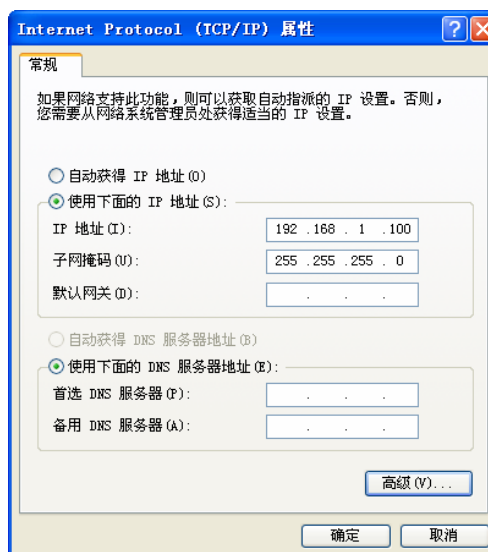 Internet Protocol (TCP/IP) 属性
常规
如果网络支持此功能，则可以获取自动指派的 IP 设置。否则，
您需要从网络系统管理员处获得适当的 IP 设置。
自动获得 IP 地址(O)
使用下面的 IP 地址(S):
IP 地址(I): 192 .168 . 1 .100
子网掩码(U): 255 .255 .255 . 0
默认网关(D): . . .
自动获得 DNS 服务器地址(B)
使用下面的 DNS 服务器地址(E):
首选 DNS 服务器(P): . . .
备用 DNS 服务器(A): . . .
高级(V)...
确定 取消